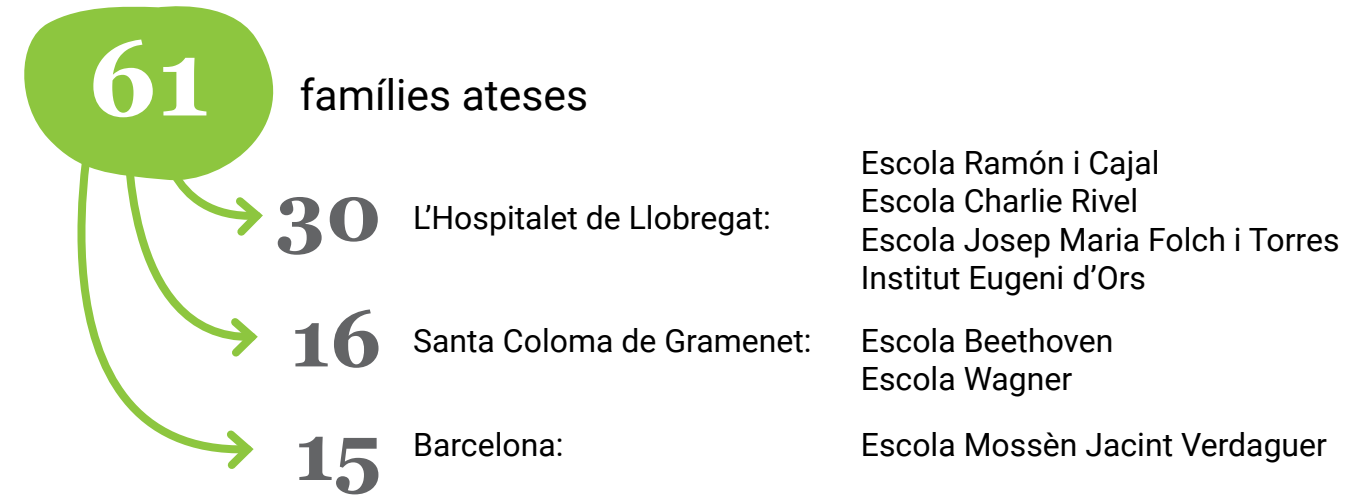 61
famílies ateses
30 L’Hospitalet de Llobregat:
Escola Ramón i Cajal
Escola Charlie Rivel
Escola Josep Maria Folch i Torres
Institut Eugeni d’Ors
16 Santa Coloma de Gramenet:
Escola Beethoven
Escola Wagner
15 Barcelona:
Escola Mossèn Jacint Verdaguer